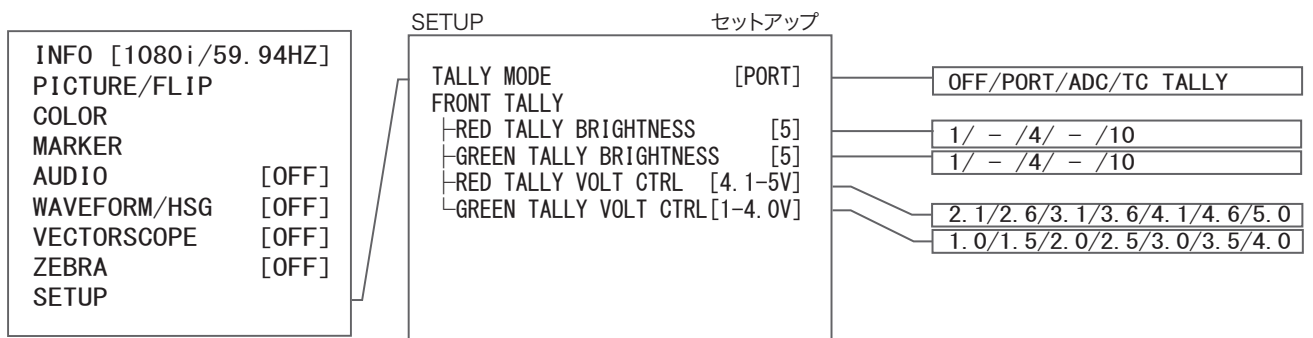 INFO [1080i/59.94HZ]
PICTURE/FLIP
COLOR
MARKER
AUDIO [OFF]
WAVEFORM/HSG [OFF]
VECTORSCOPE [OFF]
ZEBRA [OFF]
SETUP
SETUP セットアップ
TALLY MODE [PORT]
FRONT TALLY
├RED TALLY BRIGHTNESS [5]
├GREEN TALLY BRIGHTNESS [5]
├RED TALLY VOLT CTRL [4.1-5V]
└GREEN TALLY VOLT CTRL[1-4.0V]
OFF/PORT/ADC/TC TALLY
1/ - /4/ - /10
1/ - /4/ - /10
2.1/2.6/3.1/3.6/4.1/4.6/5.0
1.0/1.5/2.0/2.5/3.0/3.5/4.0